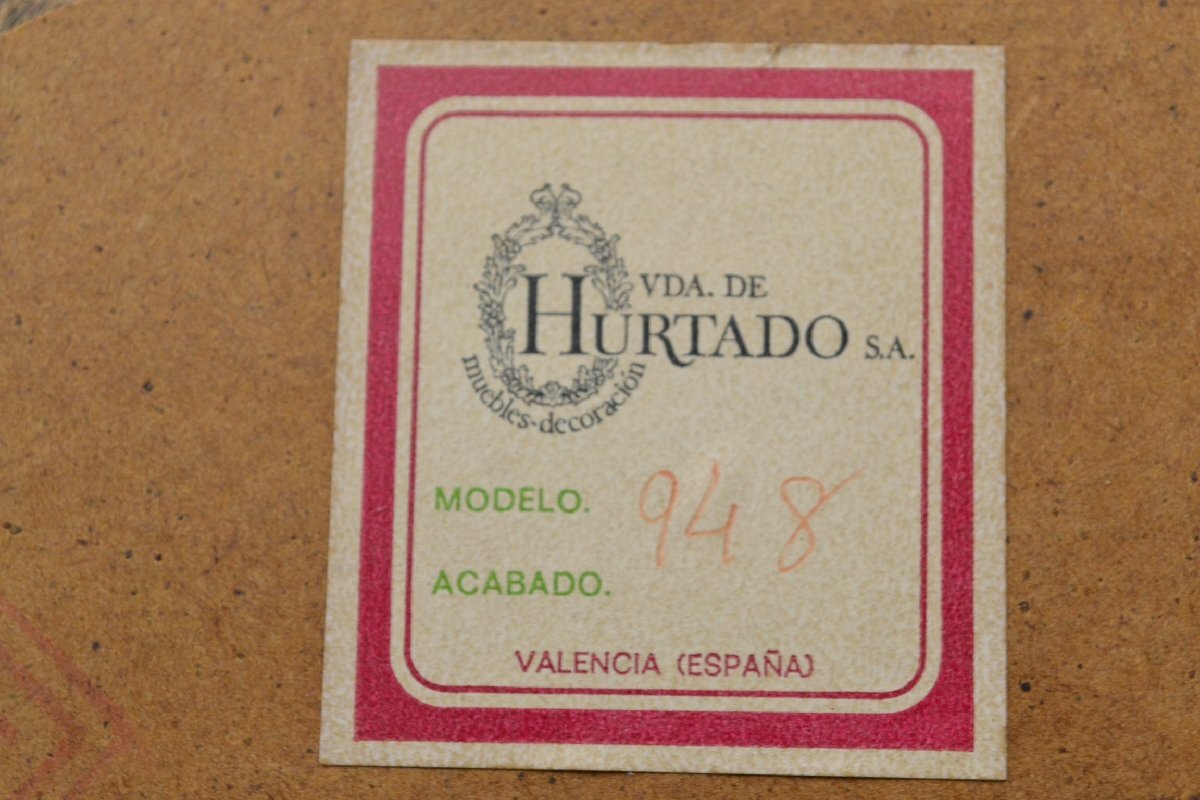 VDA. DE
HURTADO S.A.
muebles-decoración
MODELO. 948
ACABADO.
VALENCIA (ESPAÑA)